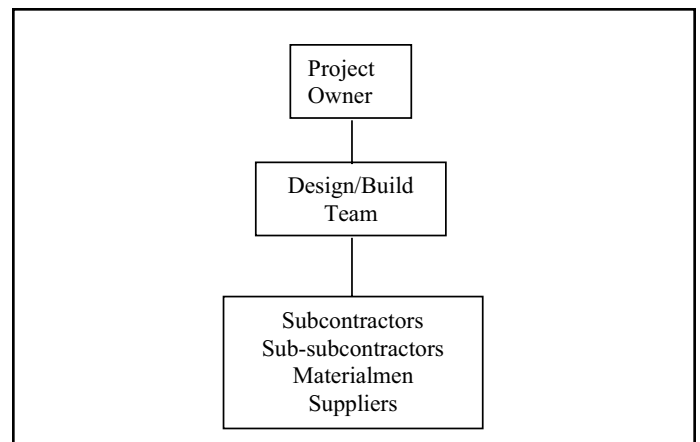 Project
Owner
Design/Build
Team
Subcontractors
Sub-subcontractors
Materialmen
Suppliers